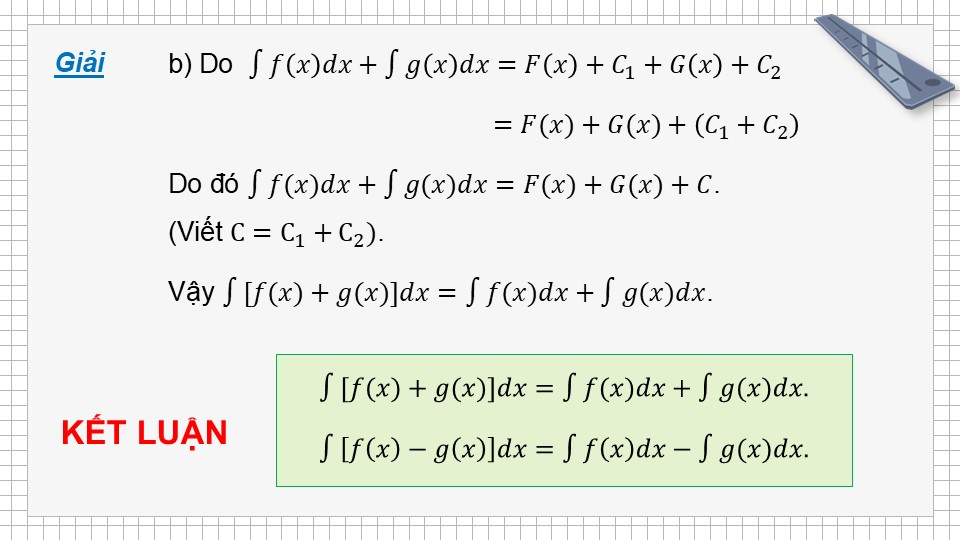 Giải
b) Do ∫ 𝑓(𝑥)𝑑𝑥 + ∫ 𝑔(𝑥)𝑑𝑥 = 𝐹(𝑥) + 𝐶₁ + 𝐺(𝑥) + 𝐶₂
= 𝐹(𝑥) + 𝐺(𝑥) + (𝐶₁ + 𝐶₂)
Do đó ∫ 𝑓(𝑥)𝑑𝑥 + ∫ 𝑔(𝑥)𝑑𝑥 = 𝐹(𝑥) + 𝐺(𝑥) + 𝐶.
(Viết C = C₁ + C₂).
Vậy ∫ [𝑓(𝑥) + 𝑔(𝑥)]𝑑𝑥 = ∫ 𝑓(𝑥)𝑑𝑥 + ∫ 𝑔(𝑥)𝑑𝑥.
KẾT LUẬN
∫ [𝑓(𝑥) + 𝑔(𝑥)]𝑑𝑥 = ∫ 𝑓(𝑥)𝑑𝑥 + ∫ 𝑔(𝑥)𝑑𝑥.
∫ [𝑓(𝑥) − 𝑔(𝑥)]𝑑𝑥 = ∫ 𝑓(𝑥)𝑑𝑥 − ∫ 𝑔(𝑥)𝑑𝑥.